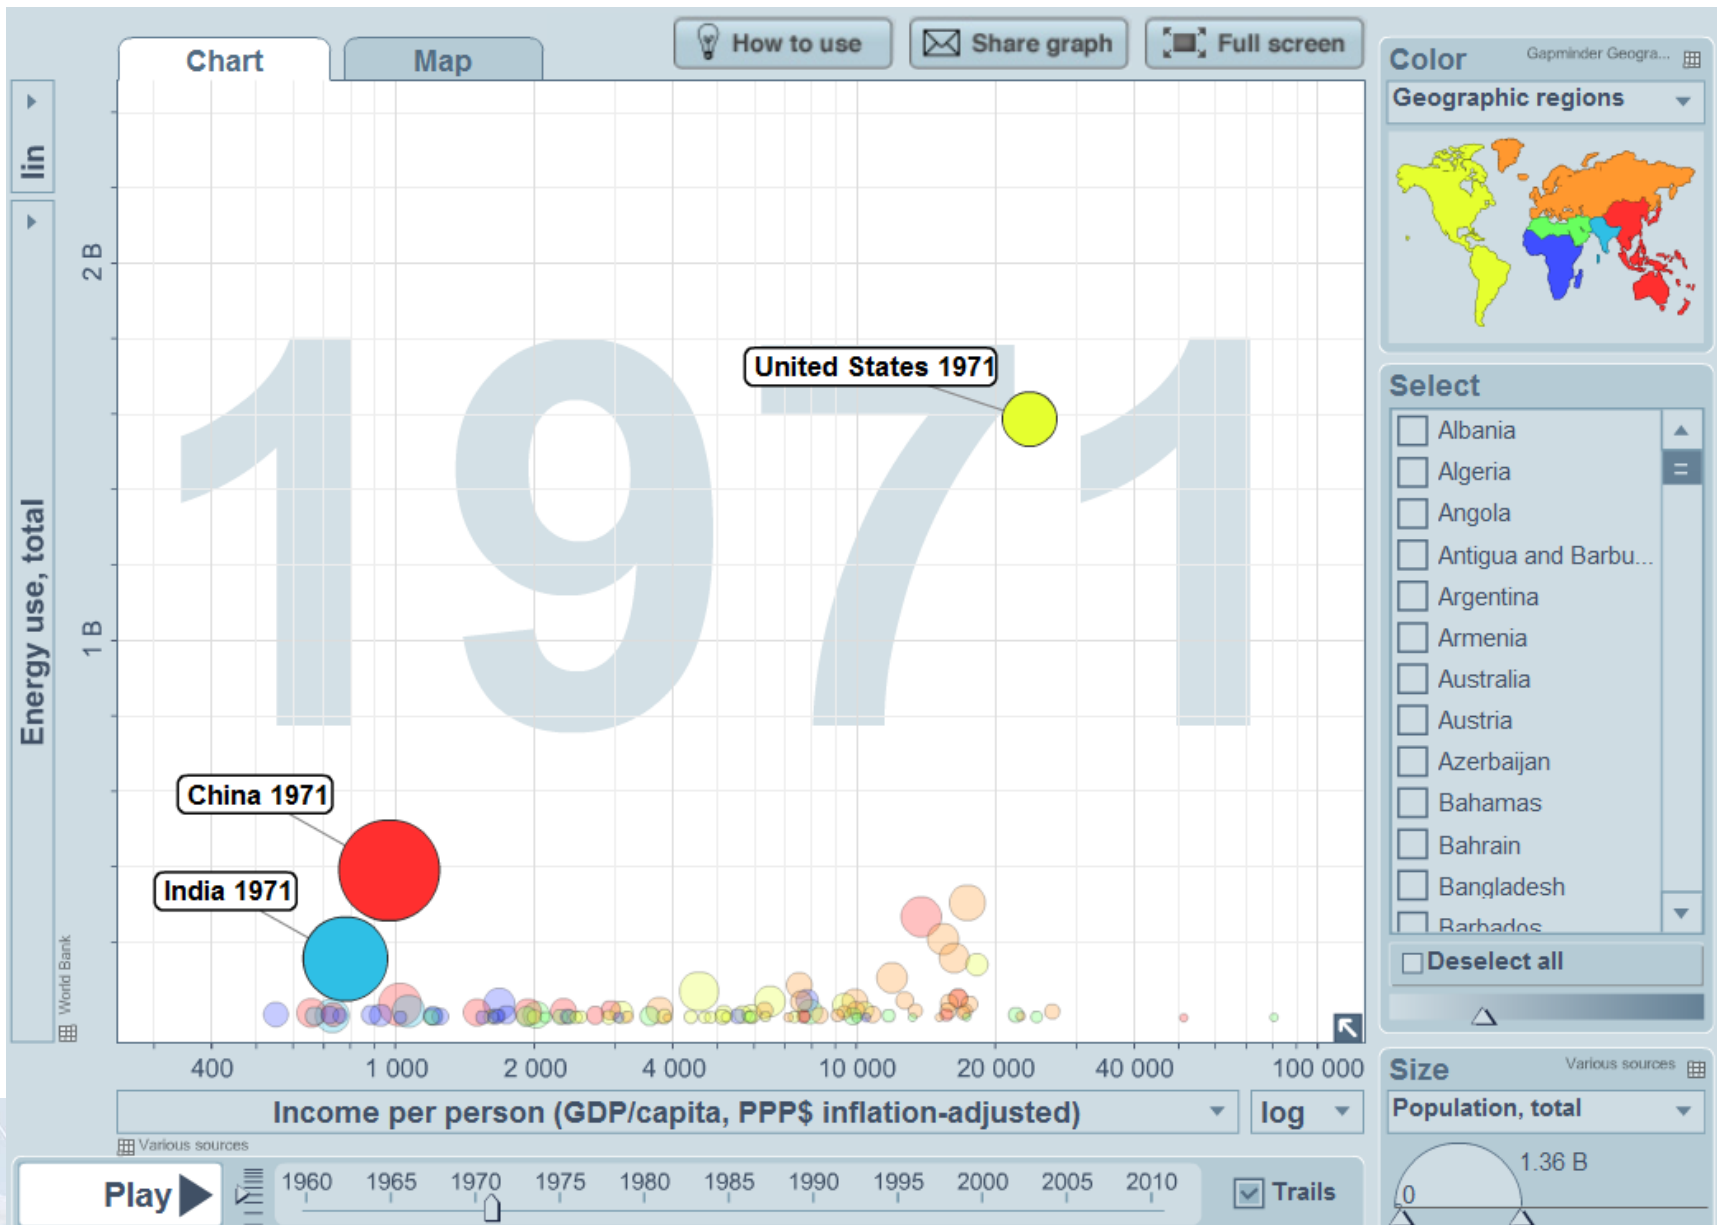 Chart
Map
How to use
Share graph
Full screen
lin
Energy use, total
World Bank
2 B
1 B
1971
United States 1971
China 1971
India 1971
400
1 000
2 000
4 000
10 000
20 000
40 000
100 000
Income per person (GDP/capita, PPP$ inflation-adjusted)
log
Various sources
Play
1960 1965 1970 1975 1980 1985 1990 1995 2000 2005 2010
Trails
Color
Gapminder Geogra...
Geographic regions
Select
Albania
Algeria
Angola
Antigua and Barbu...
Argentina
Armenia
Australia
Austria
Azerbaijan
Bahamas
Bahrain
Bangladesh
Barbados
Deselect all
Size
Various sources
Population, total
1.36 B
0